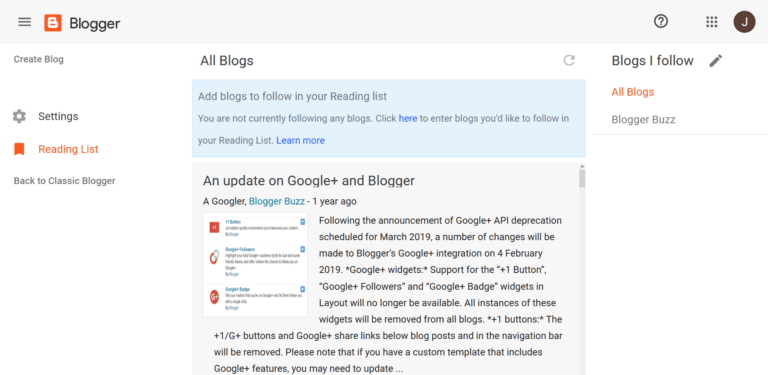 Blogger
J
Create Blog
Settings
Reading List
Back to Classic Blogger
All Blogs
Add blogs to follow in your Reading list
You are not currently following any blogs. Click here to enter blogs you'd like to follow in
your Reading List. Learn more
An update on Google+ and Blogger
A Googler, Blogger Buzz - 1 year ago
+1 Button
By Blogger
Google+ Followers
By Blogger
Google+ Badge
By Blogger
Following the announcement of Google+ API deprecation
scheduled for March 2019, a number of changes will be
made to Blogger's Google+ integration on 4 February
2019. *Google+ widgets:* Support for the “+1 Button”,
“Google+ Followers” and “Google+ Badge” widgets in
Layout will no longer be available. All instances of these
widgets will be removed from all blogs. *+1 buttons:* The
+1/G+ buttons and Google+ share links below blog posts and in the navigation bar
will be removed. Please note that if you have a custom template that includes
Google+ features, you may need to update ...
Blogs I follow
All Blogs
Blogger Buzz